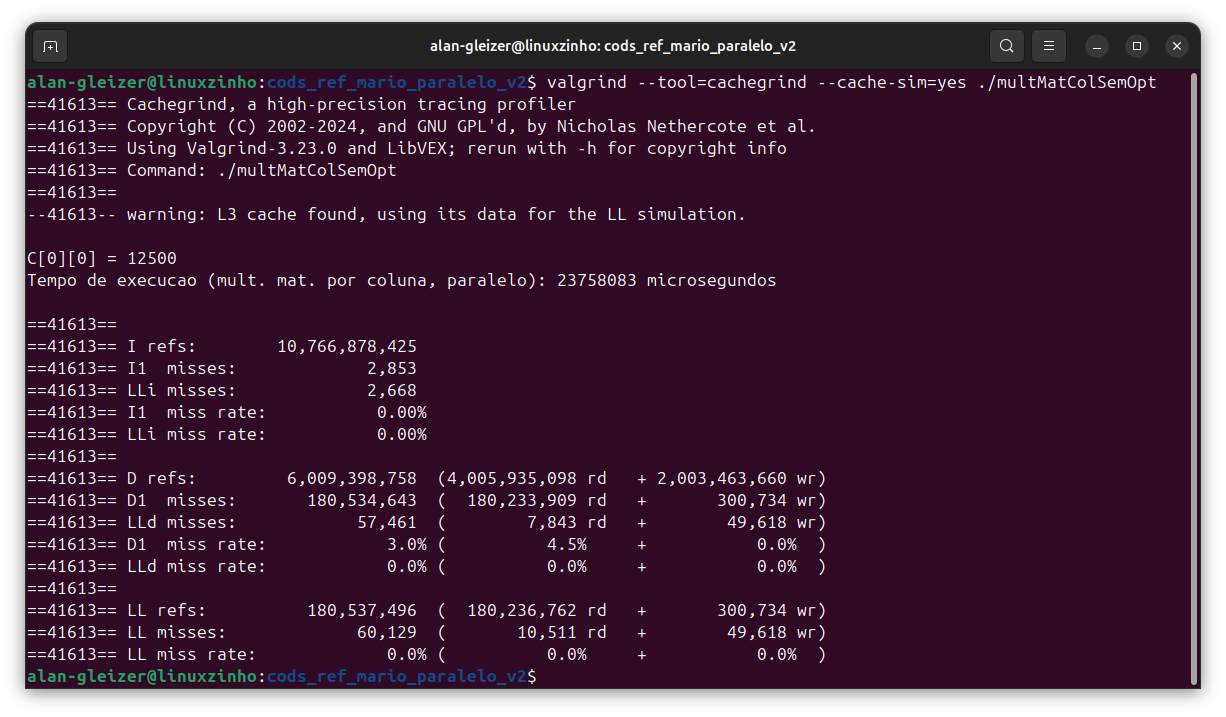 alan-gleizer@linuxzinho: cods_ref_mario_paralelo_v2
alan-gleizer@linuxzinho:cods_ref_mario_paralelo_v2$ valgrind --tool=cachegrind --cache-sim=yes ./multMatColSemOpt
==41613== Cachegrind, a high-precision tracing profiler
==41613== Copyright (C) 2002-2024, and GNU GPL'd, by Nicholas Nethercote et al.
==41613== Using Valgrind-3.23.0 and LibVEX; rerun with -h for copyright info
==41613== Command: ./multMatColSemOpt
==41613==
--41613-- warning: L3 cache found, using its data for the LL simulation.
C[0][0] = 12500
Tempo de execucao (mult. mat. por coluna, paralelo): 23758083 microsegundos
==41613==
==41613== I refs:        10,766,878,425
==41613== I1  misses:             2,853
==41613== LLi misses:             2,668
==41613== I1  miss rate:           0.00%
==41613== LLi miss rate:           0.00%
==41613==
==41613== D refs:         6,009,398,758  (4,005,935,098 rd   + 2,003,463,660 wr)
==41613== D1  misses:       180,534,643  (  180,233,909 rd   +       300,734 wr)
==41613== LLd misses:            57,461  (        7,843 rd   +        49,618 wr)
==41613== D1  miss rate:            3.0% (          4.5%     +           0.0%  )
==41613== LLd miss rate:            0.0% (          0.0%     +           0.0%  )
==41613==
==41613== LL refs:          180,537,496  (  180,236,762 rd   +       300,734 wr)
==41613== LL misses:             60,129  (       10,511 rd   +        49,618 wr)
==41613== LL miss rate:             0.0% (          0.0%     +           0.0%  )
alan-gleizer@linuxzinho:cods_ref_mario_paralelo_v2$